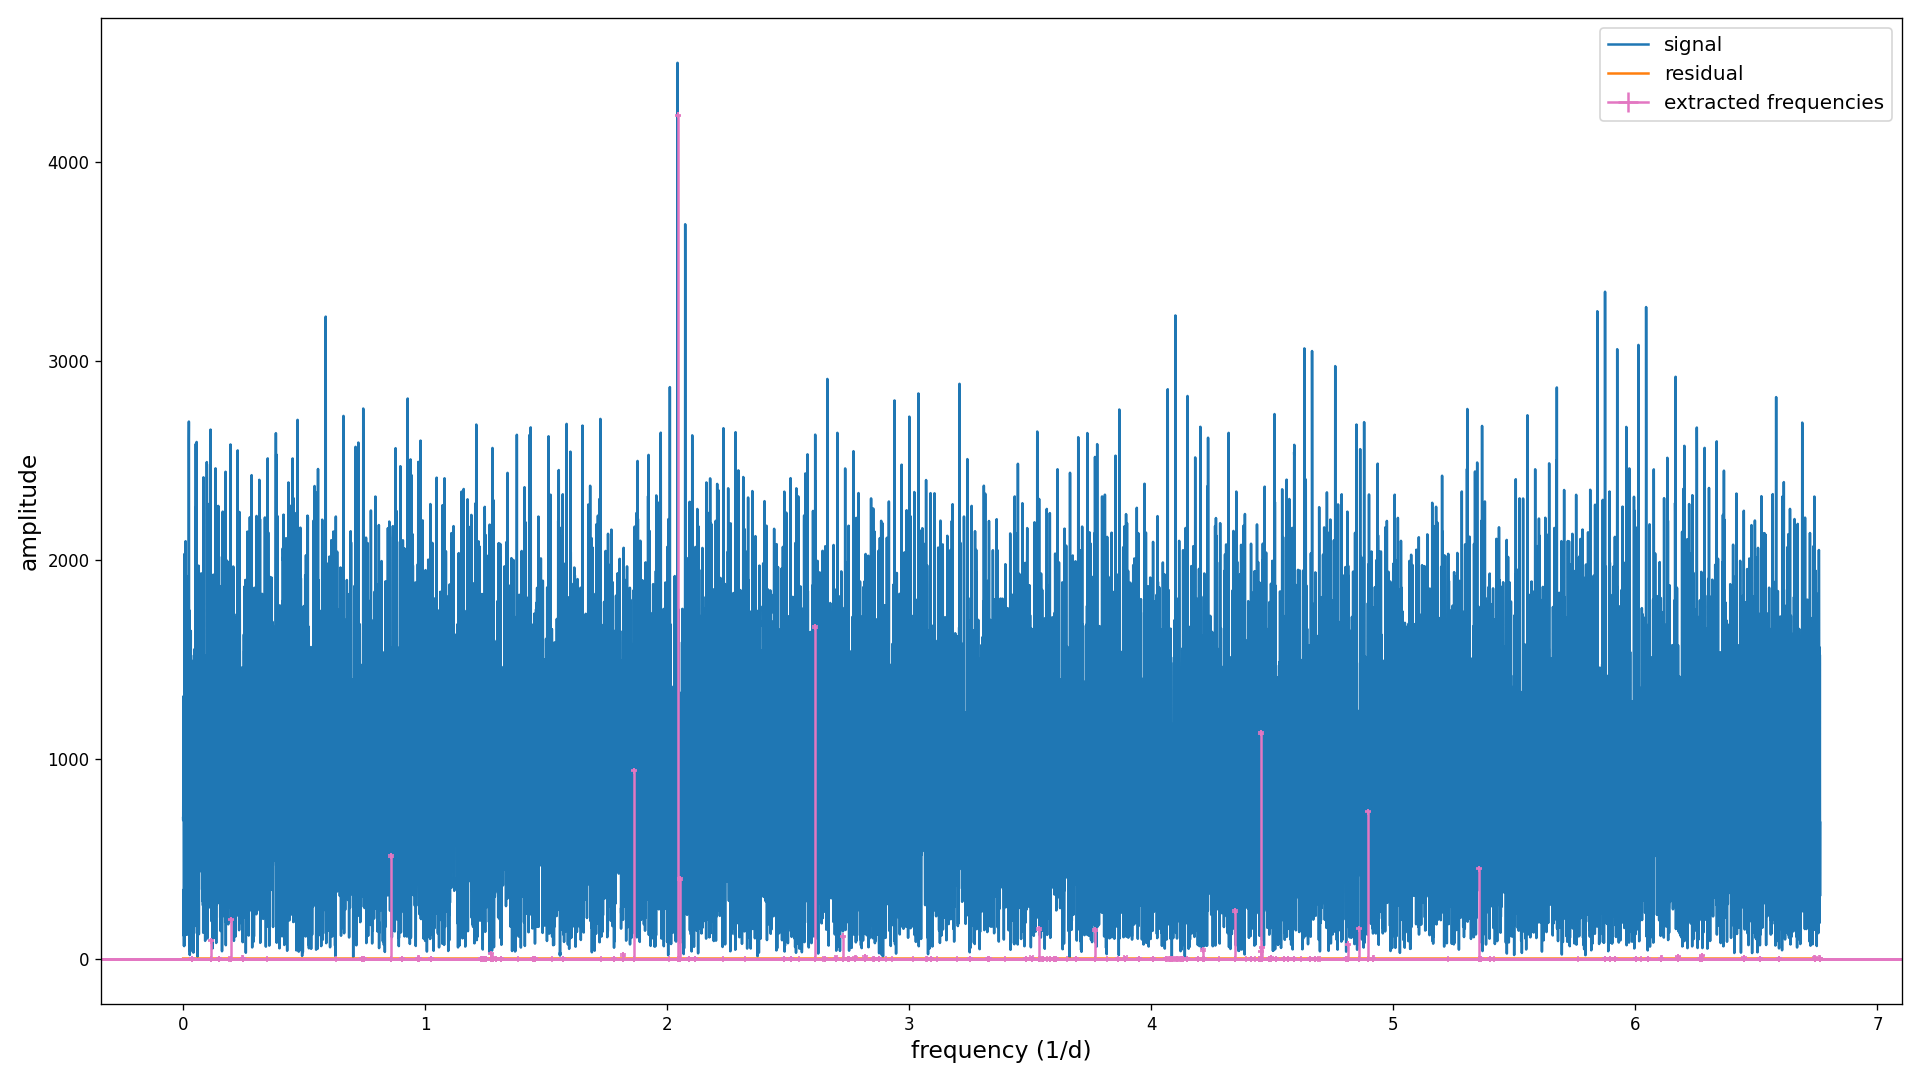 signal
residual
extracted frequencies
amplitude
4000
3000
2000
1000
0
0 1 2 3 4 5 6 7
frequency (1/d)